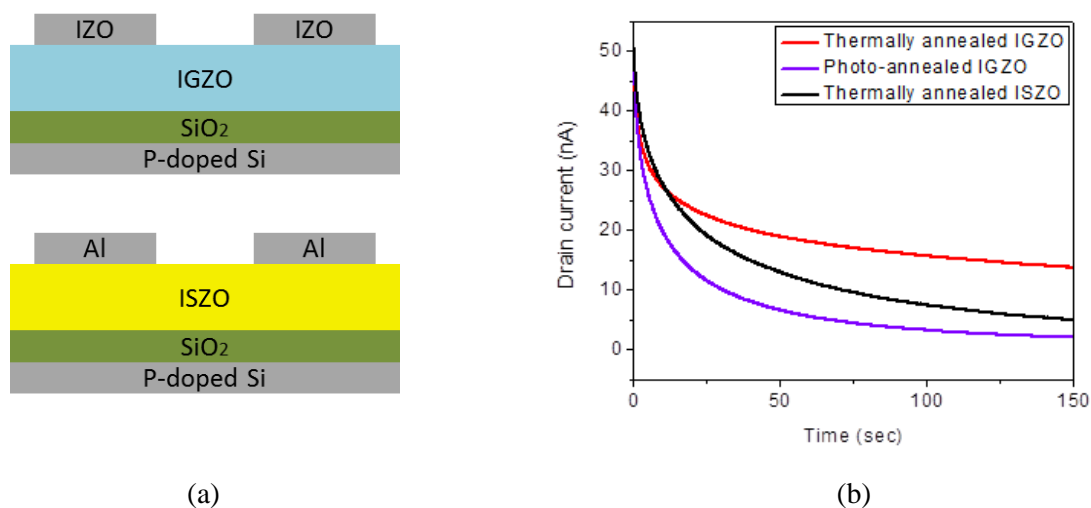 IZO IZO
IGZO
SiO₂
P-doped Si
Al Al
ISZO
SiO₂
P-doped Si
(a)
Thermally annealed IGZO
Photo-annealed IGZO
Thermally annealed ISZO
Drain current (nA)
50
40
30
20
10
0
0 50 100 150
Time (sec)
(b)